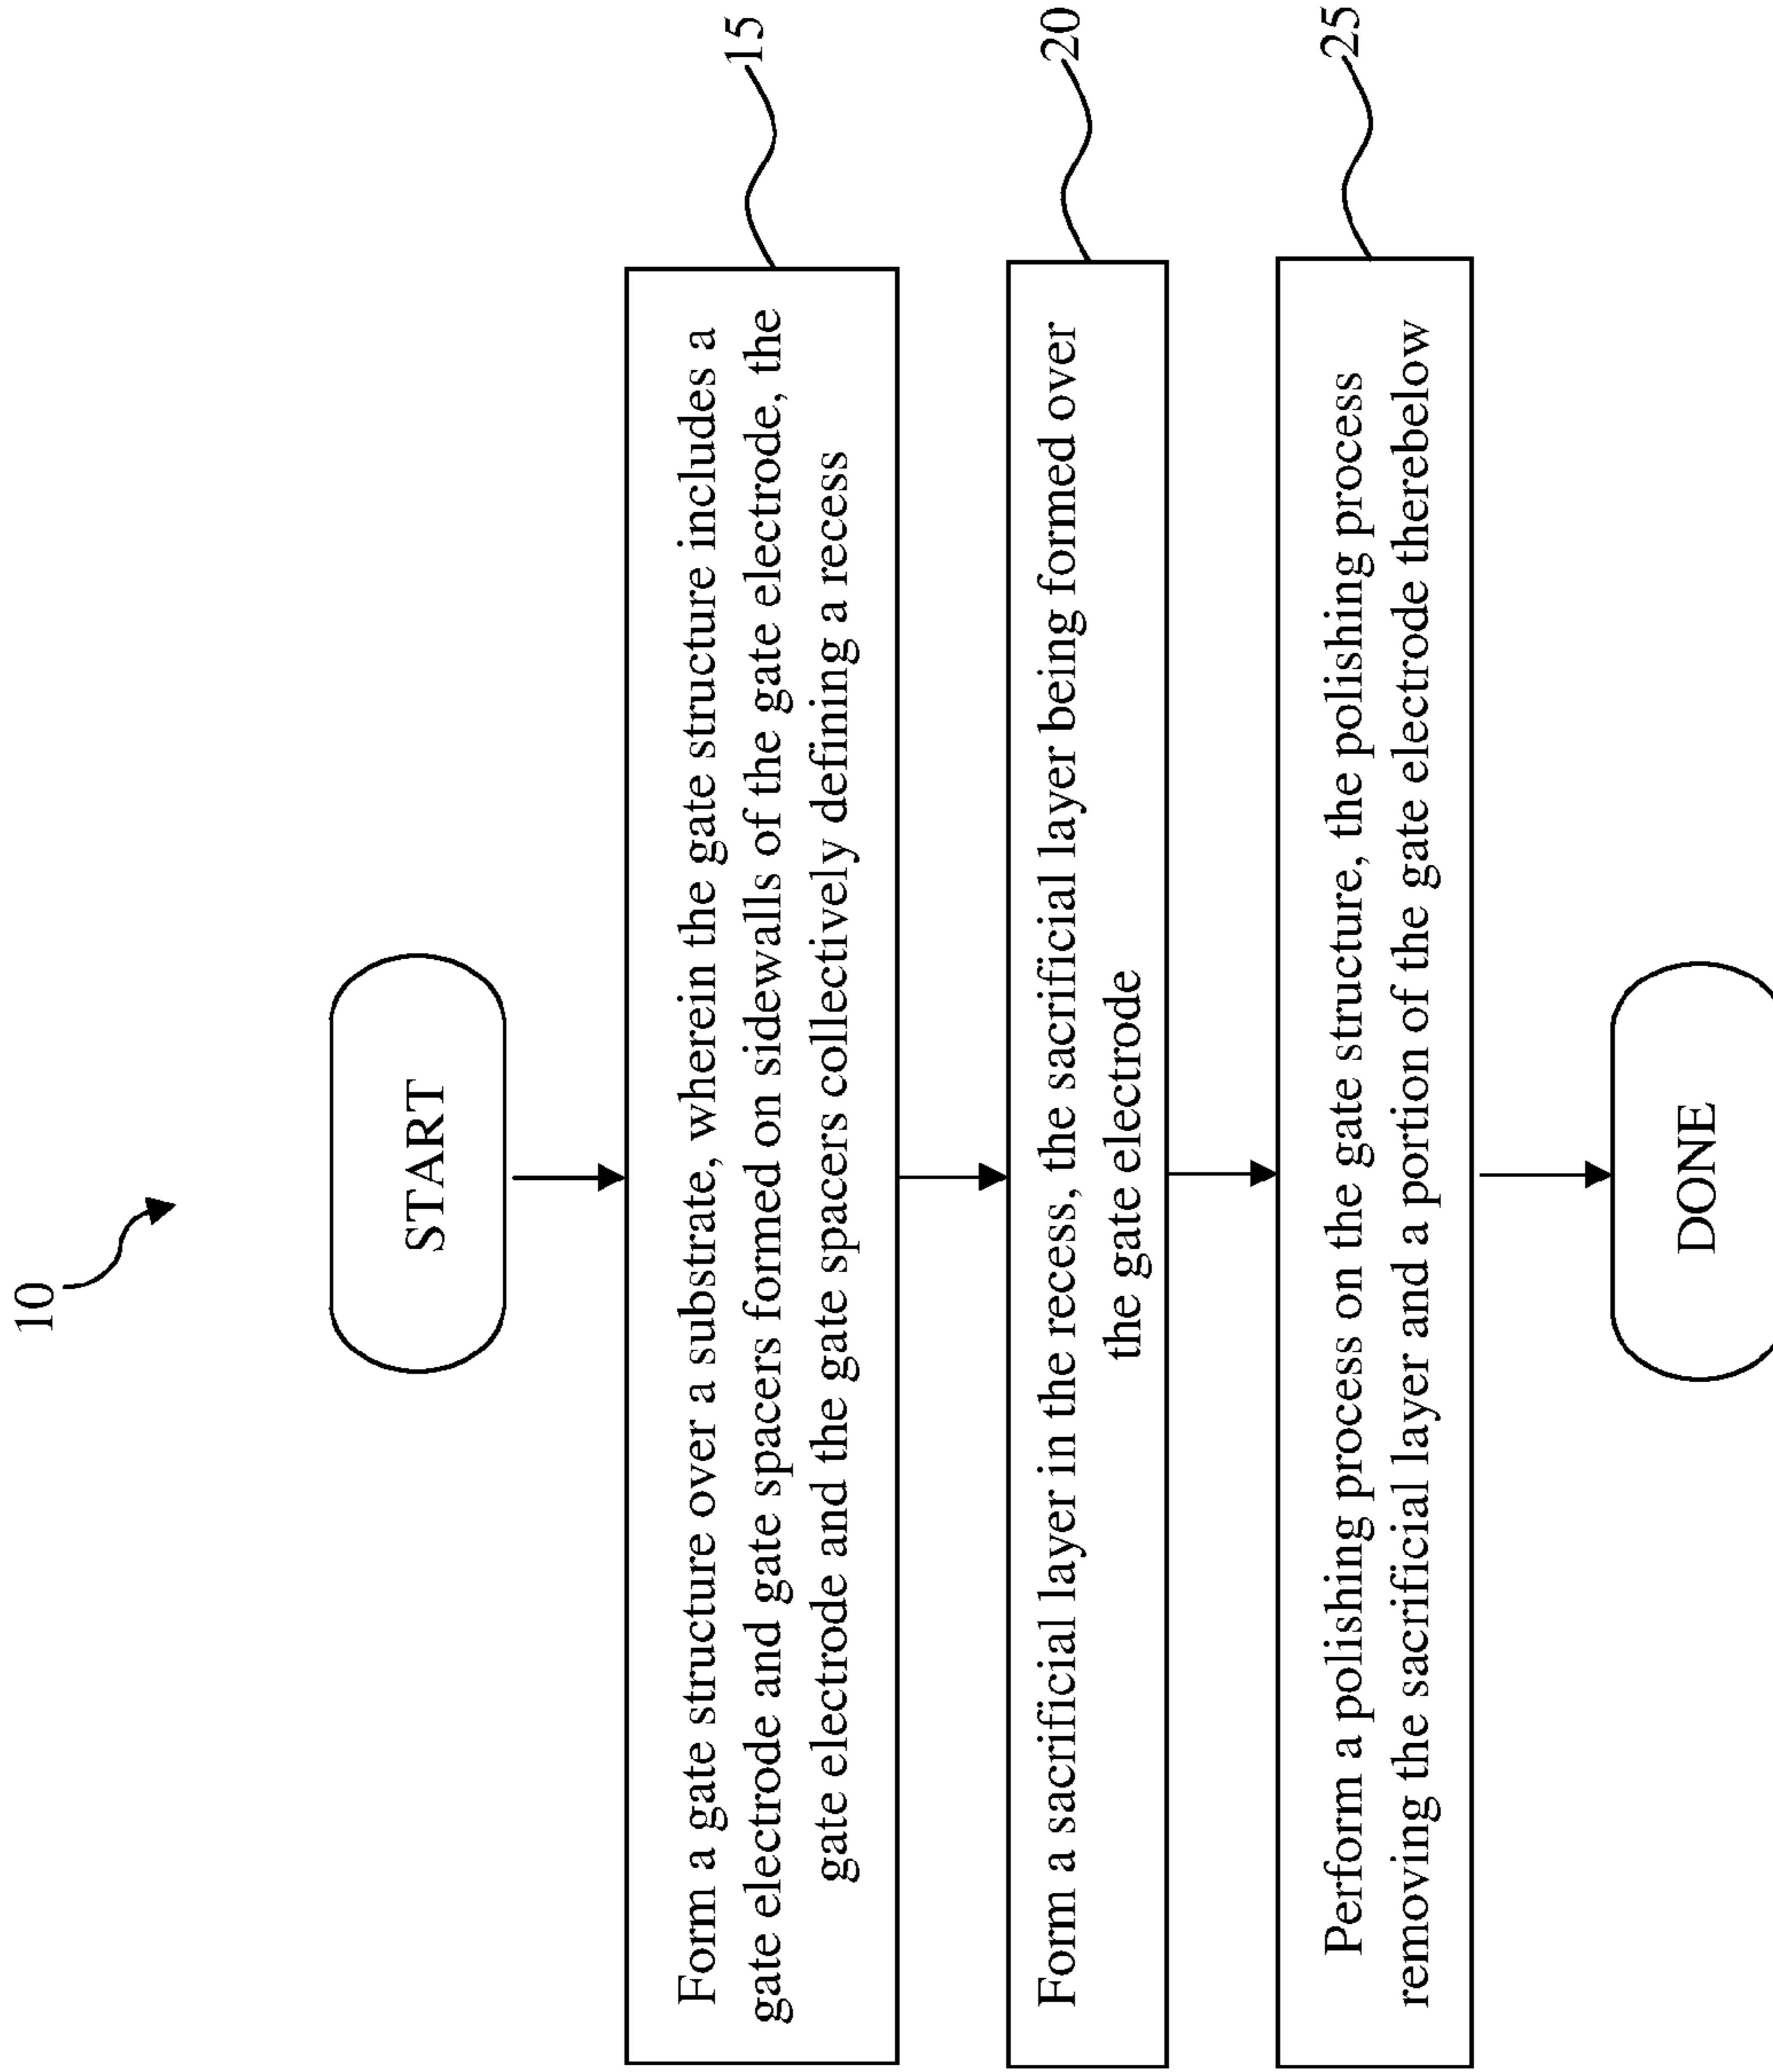 10
START
Form a gate structure over a substrate, wherein the gate structure includes a
gate electrode and gate spacers formed on sidewalls of the gate electrode, the
gate electrode and the gate spacers collectively defining a recess
15
Form a sacrificial layer in the recess, the sacrificial layer being formed over
the gate electrode
20
Perform a polishing process on the gate structure, the polishing process
removing the sacrificial layer and a portion of the gate electrode therebelow
25
DONE